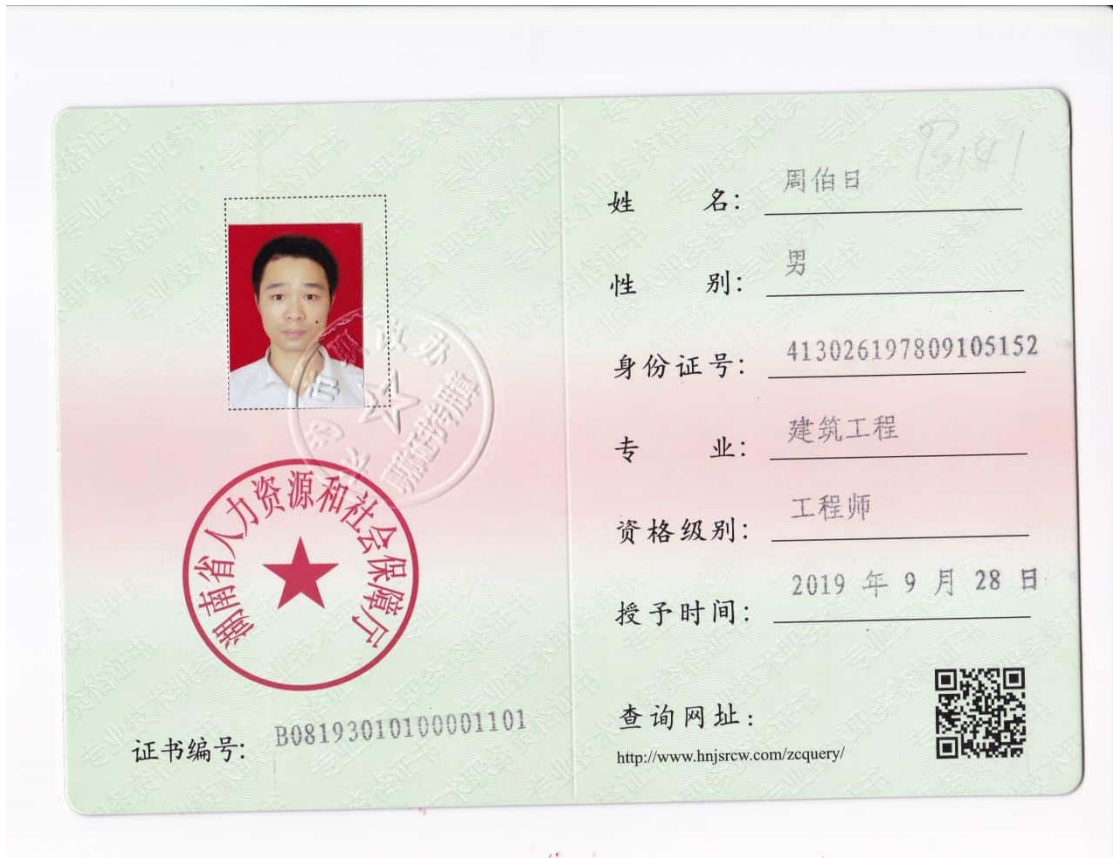 湖南省人力资源和社会保障厅
证书编号: B08193010100001101
B141
姓 名: 周伯日
性 别: 男
身份证号: 413026197809105152
专 业: 建筑工程
资格级别: 工程师
授予时间: 2019 年 9 月 28 日
查询网址:
http://www.hnjsrcw.com/zcquery/